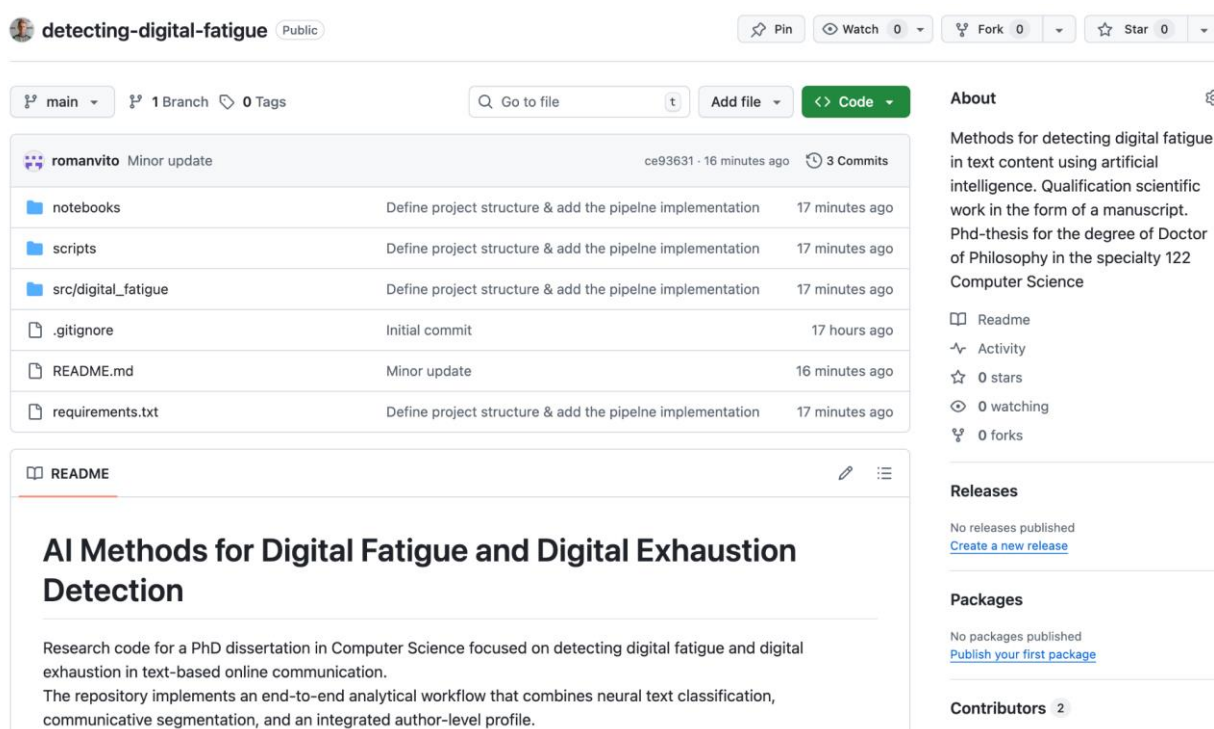 detecting-digital-fatigue Public
Pin Watch 0 Fork 0 Star 0
main 1 Branch 0 Tags Go to file t Add file Code
romanvito Minor update ce93631 · 16 minutes ago 3 Commits
notebooks Define project structure & add the pipelne implementation 17 minutes ago
scripts Define project structure & add the pipelne implementation 17 minutes ago
src/digital_fatigue Define project structure & add the pipelne implementation 17 minutes ago
.gitignore Initial commit 17 hours ago
README.md Minor update 16 minutes ago
requirements.txt Define project structure & add the pipelne implementation 17 minutes ago
README
AI Methods for Digital Fatigue and Digital Exhaustion
Detection
Research code for a PhD dissertation in Computer Science focused on detecting digital fatigue and digital
exhaustion in text-based online communication.
The repository implements an end-to-end analytical workflow that combines neural text classification,
communicative segmentation, and an integrated author-level profile.
About
Methods for detecting digital fatigue
in text content using artificial
intelligence. Qualification scientific
work in the form of a manuscript.
Phd-thesis for the degree of Doctor
of Philosophy in the specialty 122
Computer Science
Readme
Activity
0 stars
0 watching
0 forks
Releases
No releases published
Create a new release
Packages
No packages published
Publish your first package
Contributors 2